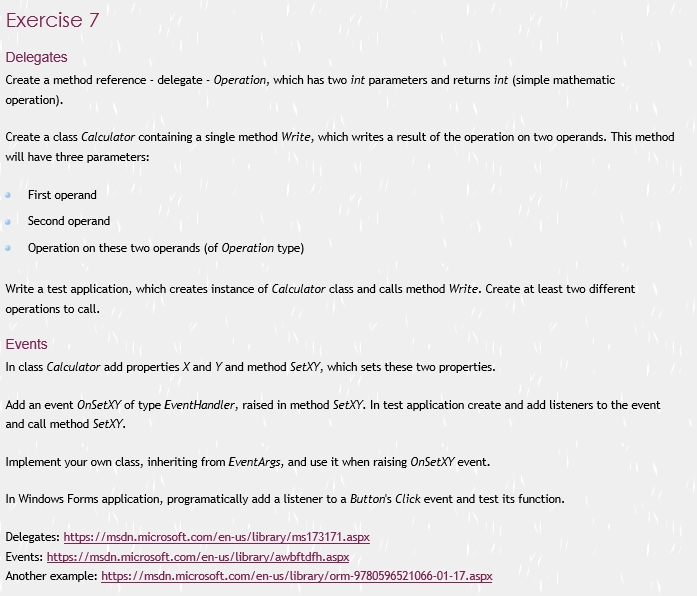 Exercise 7
Delegates
Create a method reference - delegate - Operation, which has two int parameters and returns int (simple mathematic
operation).
Create a class Calculator containing a single method Write, which writes a result of the operation on two operands. This method
will have three parameters:
First operand
Second operand
Operation on these two operands (of Operation type)
Write a test application, which creates instance of Calculator class and calls method Write. Create at least two different
operations to call.
Events
In class Calculator add properties X and Y and method SetXY, which sets these two properties.
Add an event OnSetXY of type EventHandler, raised in method SetXY. In test application create and add listeners to the event
and call method SetXY.
Implement your own class, inheriting from EventArgs, and use it when raising OnSetXY event.
In Windows Forms application, programatically add a listener to a Button's Click event and test its function.
Delegates: https://msdn.microsoft.com/en-us/library/ms173171.aspx
Events: https://msdn.microsoft.com/en-us/library/awbftdfh.aspx
Another example: https://msdn.microsoft.com/en-us/library/orm-9780596521066-01-17.aspx